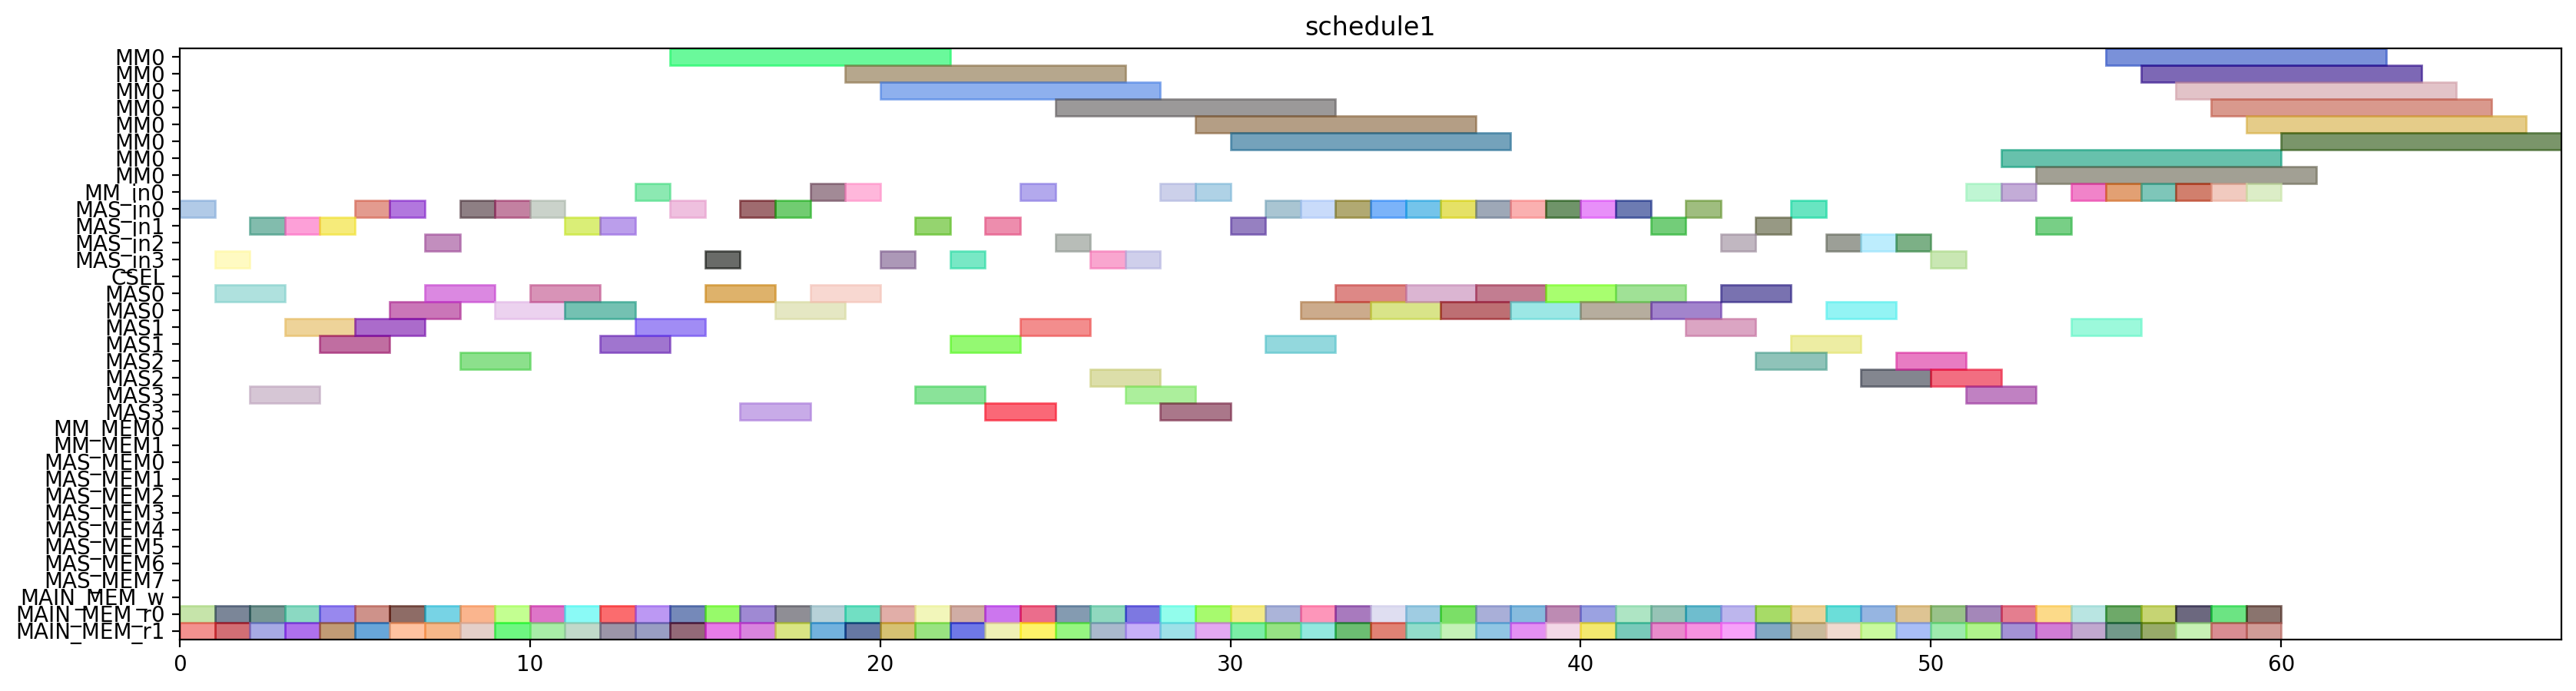 schedule1
MM0
MM0
MM0
MM0
MM0
MM0
MM0
MM0
MM_in0
MAS_in0
MAS_in1
MAS_in2
MAS_in3
CSEL
MAS0
MAS0
MAS1
MAS1
MAS2
MAS2
MAS3
MAS3
MM_MEM0
MM_MEM1
MAS_MEM0
MAS_MEM1
MAS_MEM2
MAS_MEM3
MAS_MEM4
MAS_MEM5
MAS_MEM6
MAS_MEM7
MAIN_MEM_w
MAIN_MEM_r0
MAIN_MEM_r1
0 10 20 30 40 50 60